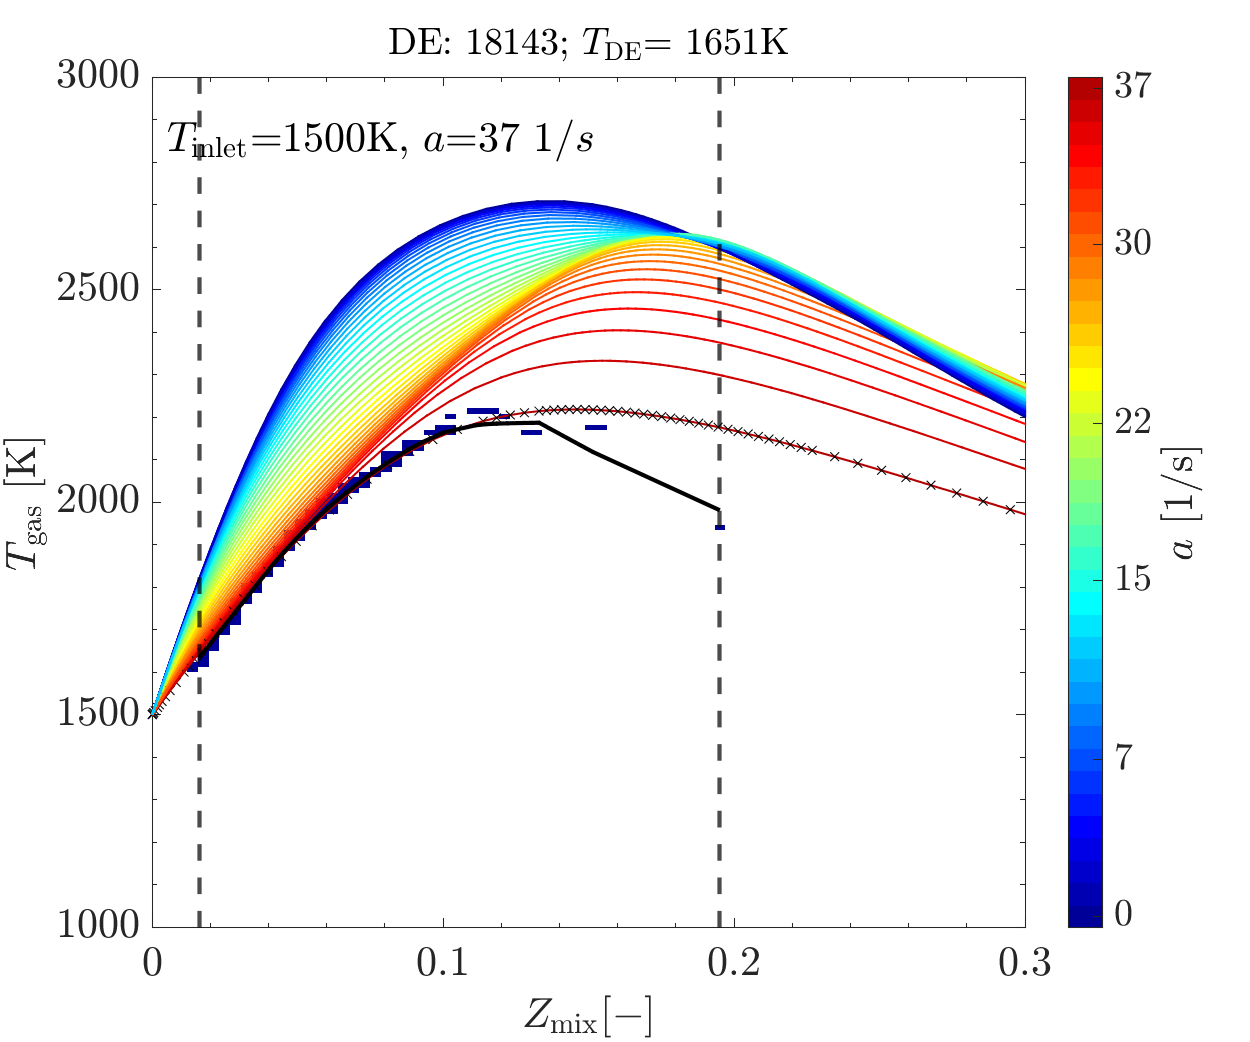 DE: 18143; T_DE= 1651K
T_inlet=1500K, a=37 1/s
3000
2500
2000
1500
1000
T_gas [K]
0 0.1 0.2 0.3
Z_mix[−]
37
30
22
15
7
0
a [1/s]